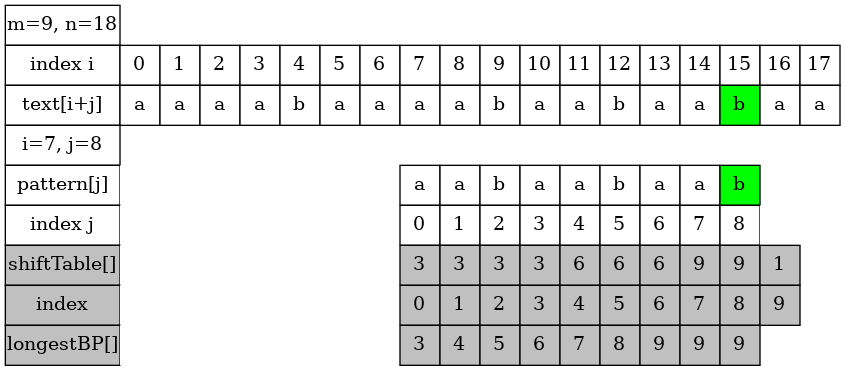 m=9, n=18
index i 0 1 2 3 4 5 6 7 8 9 10 11 12 13 14 15 16 17
text[i+j] a a a a b a a a a b a a b a a b a a
i=7, j=8
pattern[j] a a b a a b a a b
index j 0 1 2 3 4 5 6 7 8
shiftTable[] 3 3 3 3 6 6 6 9 9 1
index 0 1 2 3 4 5 6 7 8 9
longestBP[] 3 4 5 6 7 8 9 9 9